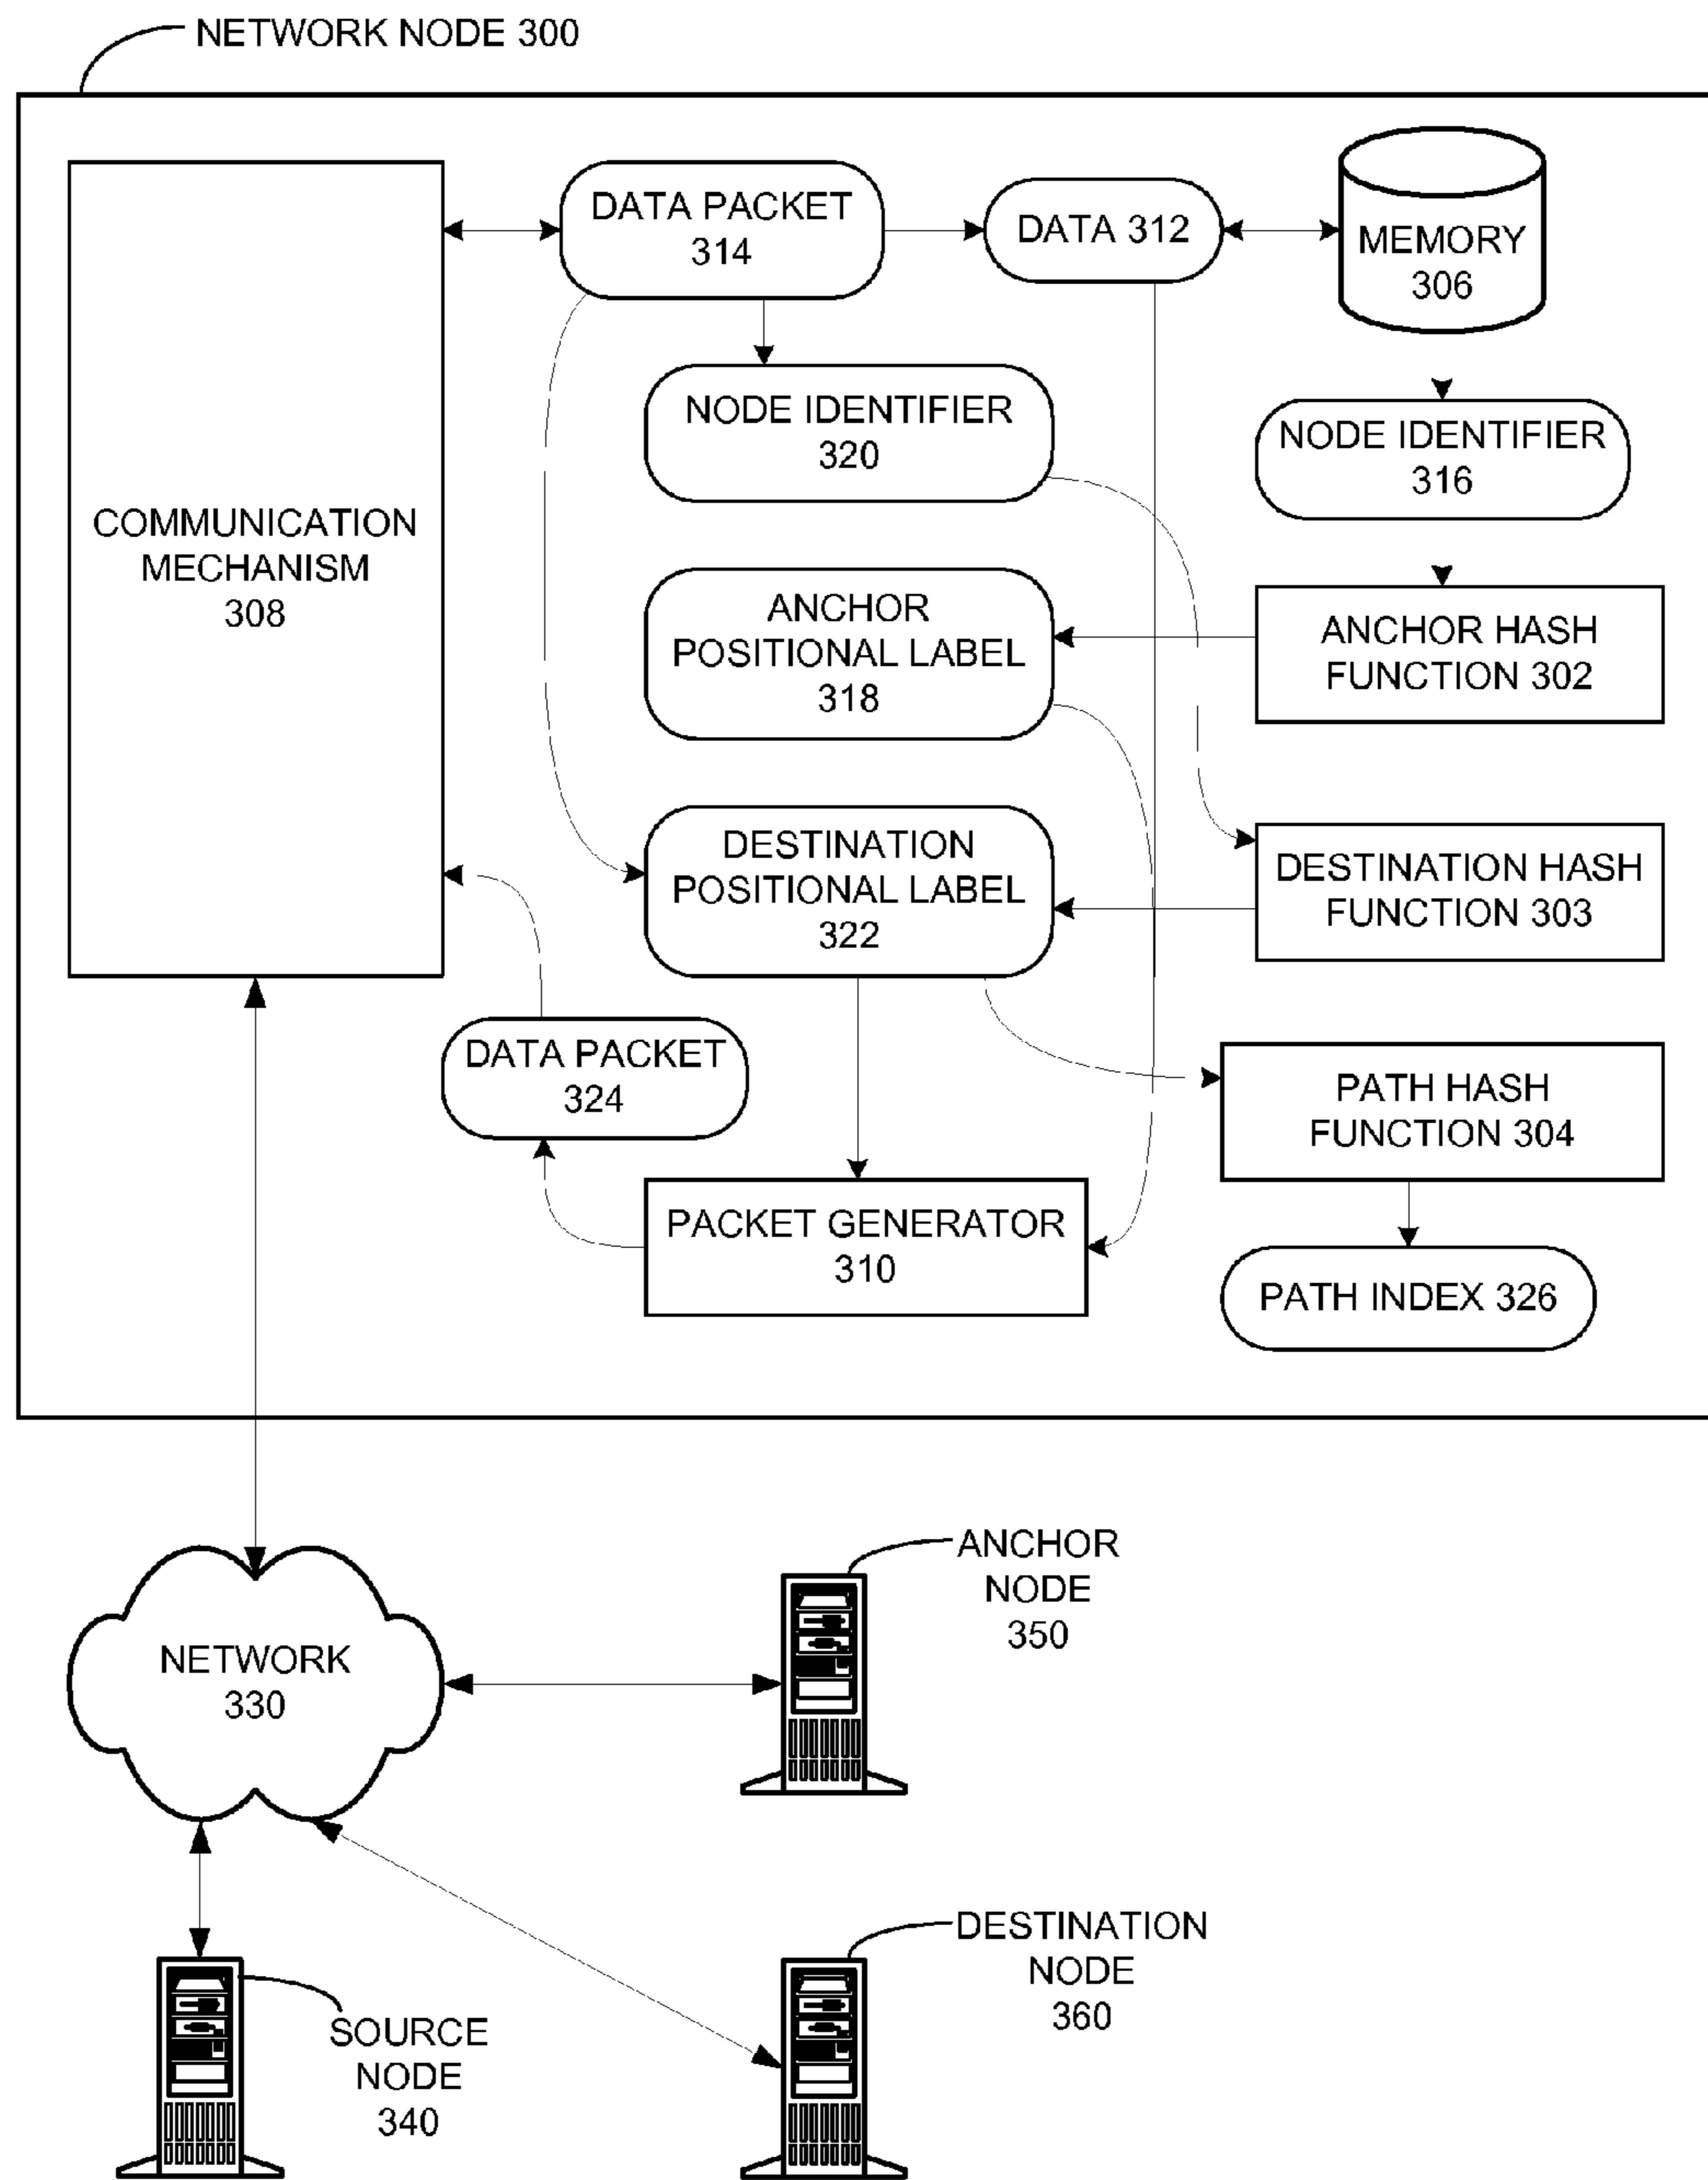 NETWORK NODE 300
DATA PACKET
314
DATA 312
MEMORY
306
NODE IDENTIFIER
320
NODE IDENTIFIER
316
COMMUNICATION
MECHANISM
308
ANCHOR
POSITIONAL LABEL
318
ANCHOR HASH
FUNCTION 302
DESTINATION
POSITIONAL LABEL
322
DESTINATION HASH
FUNCTION 303
DATA PACKET
324
PATH HASH
FUNCTION 304
PACKET GENERATOR
310
PATH INDEX 326
ANCHOR
NODE
350
NETWORK
330
DESTINATION
NODE
360
SOURCE
NODE
340